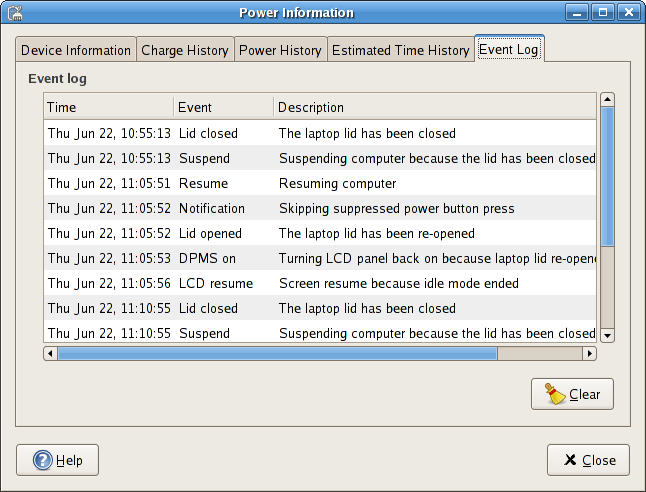 Power Information
Device Information Charge History Power History Estimated Time History Event Log
Event log
Time Event Description
Thu Jun 22, 10:55:13 Lid closed The laptop lid has been closed
Thu Jun 22, 10:55:13 Suspend Suspending computer because the lid has been closed
Thu Jun 22, 11:05:51 Resume Resuming computer
Thu Jun 22, 11:05:52 Notification Skipping suppressed power button press
Thu Jun 22, 11:05:52 Lid opened The laptop lid has been re-opened
Thu Jun 22, 11:05:53 DPMS on Turning LCD panel back on because laptop lid re-opene
Thu Jun 22, 11:05:56 LCD resume Screen resume because idle mode ended
Thu Jun 22, 11:10:55 Lid closed The laptop lid has been closed
Thu Jun 22, 11:10:55 Suspend Suspending computer because the lid has been closed
Clear
Help Close